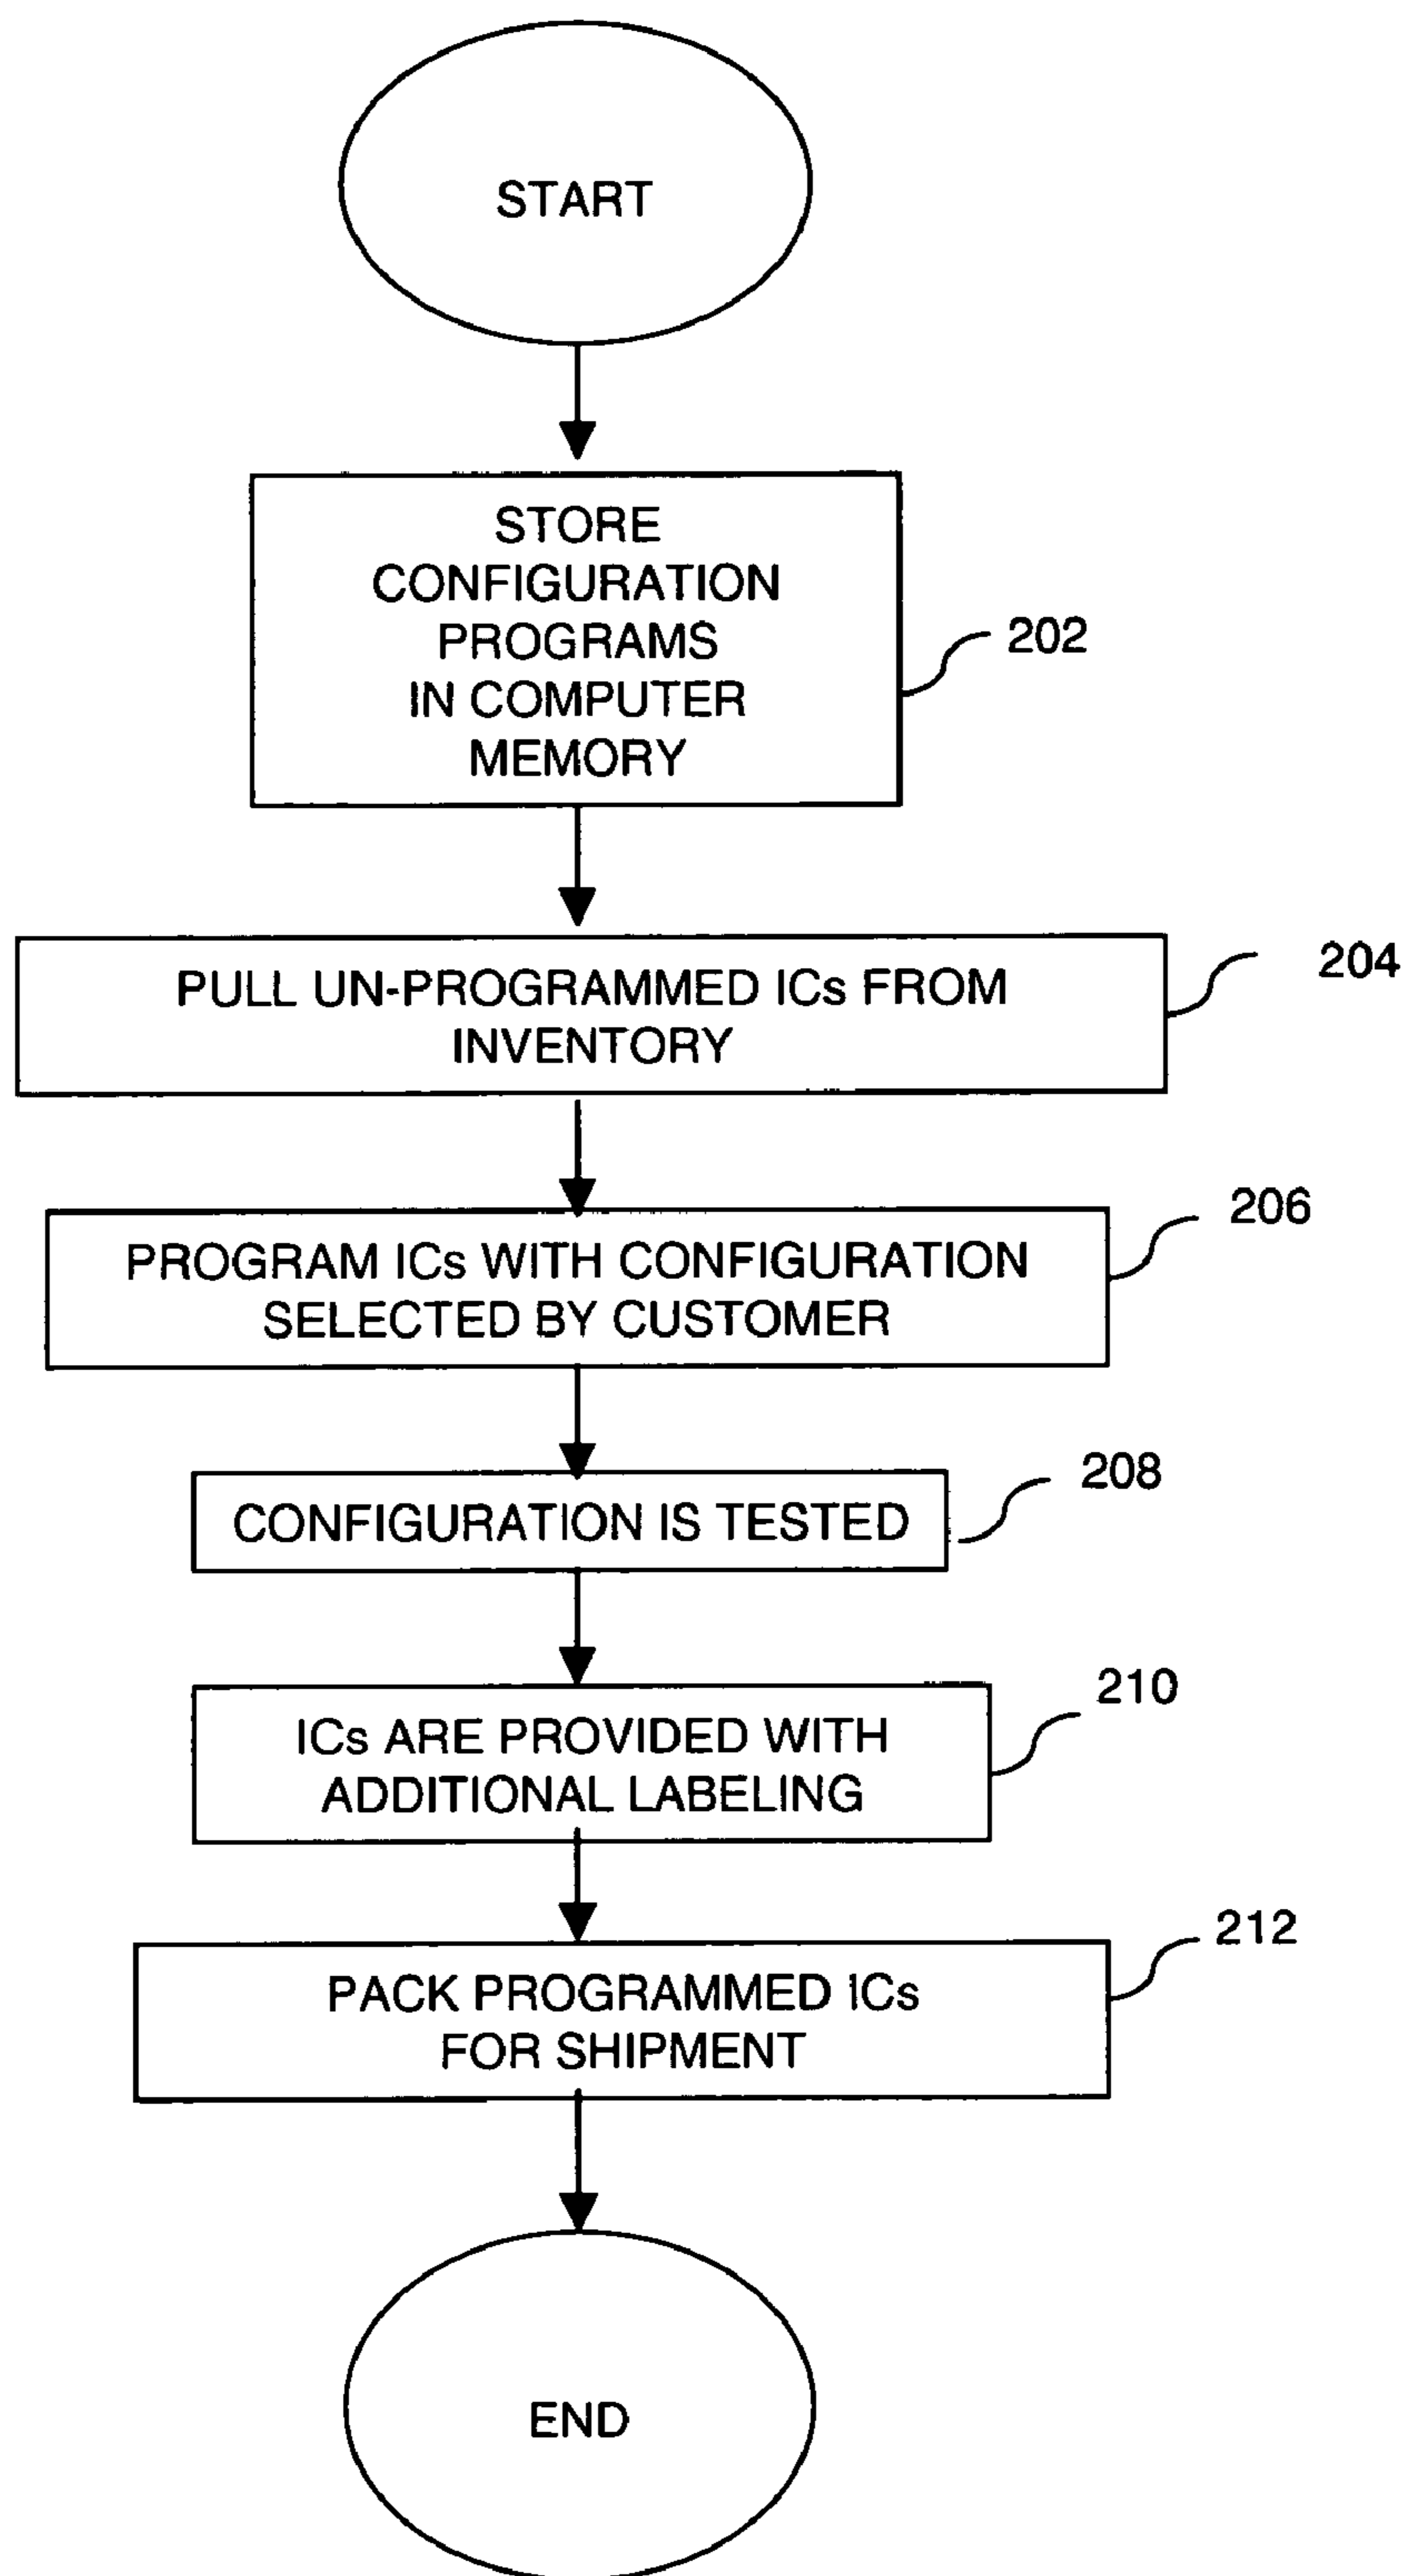 START
STORE
CONFIGURATION
PROGRAMS
IN COMPUTER
MEMORY
202
PULL UN-PROGRAMMED ICs FROM
INVENTORY
204
PROGRAM ICs WITH CONFIGURATION
SELECTED BY CUSTOMER
206
CONFIGURATION IS TESTED
208
ICs ARE PROVIDED WITH
ADDITIONAL LABELING
210
PACK PROGRAMMED ICs
FOR SHIPMENT
212
END